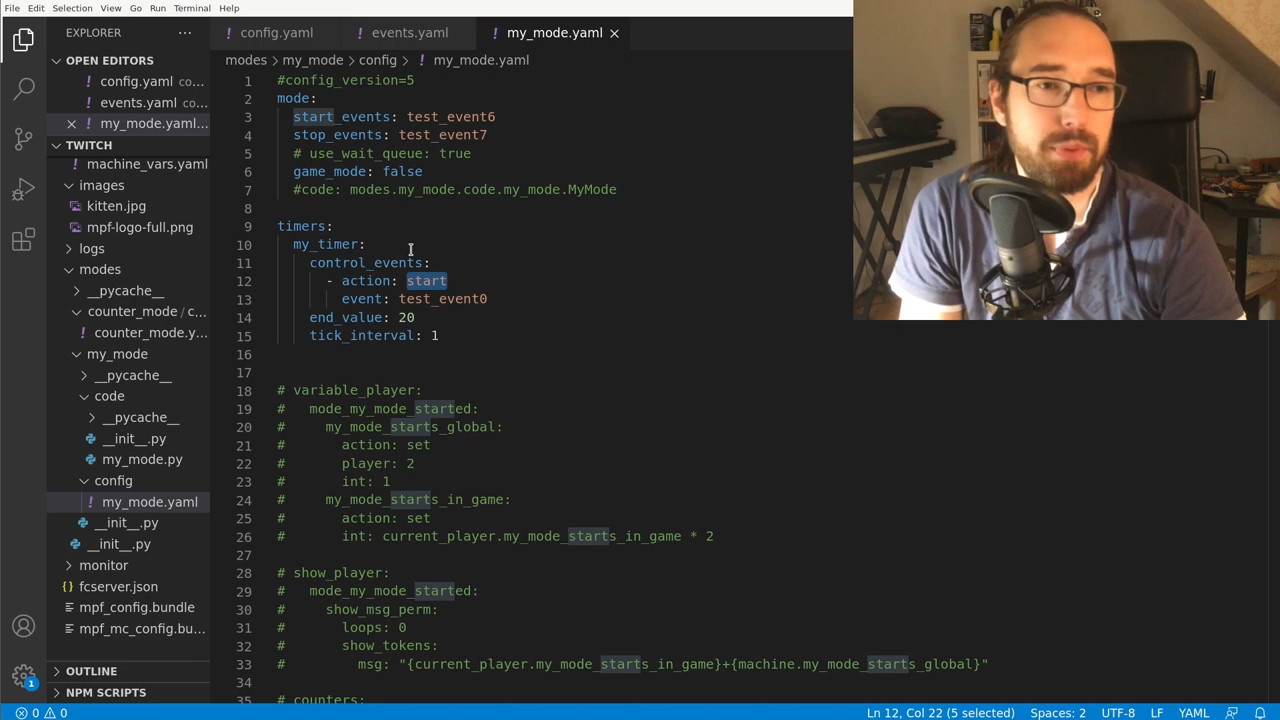 File Edit Selection View Go Run Terminal Help
EXPLORER
OPEN EDITORS
config.yaml co...
events.yaml co...
my_mode.yaml...
TWITCH
machine_vars.yaml
images
kitten.jpg
mpf-logo-full.png
logs
modes
__pycache__
counter_mode / c...
counter_mode.y...
my_mode
__pycache__
code
__pycache__
__init__.py
my_mode.py
config
my_mode.yaml
__init__.py
__init__.py
monitor
fcserver.json
mpf_config.bundle
mpf_mc_config.bu...
OUTLINE
NPM SCRIPTS
1
config.yaml events.yaml my_mode.yaml
modes > my_mode > config > my_mode.yaml
1 #config_version=5
2 mode:
3 start_events: test_event6
4 stop_events: test_event7
5 # use_wait_queue: true
6 game_mode: false
7 #code: modes.my_mode.code.my_mode.MyMode
8
9 timers:
10 my_timer:
11 control_events:
12 - action: start
13 event: test_event0
14 end_value: 20
15 tick_interval: 1
16
17
18 # variable_player:
19 # mode_my_mode_started:
20 # my_mode_starts_global:
21 # action: set
22 # player: 2
23 # int: 1
24 # my_mode_starts_in_game:
25 # action: set
26 # int: current_player.my_mode_starts_in_game * 2
27
28 # show_player:
29 # mode_my_mode_started:
30 # show_msg_perm:
31 # loops: 0
32 # show_tokens:
33 # msg: "{current_player.my_mode_starts_in_game}+{machine.my_mode_starts_global}"
34
35 # counters:
0 0 Ln 12, Col 22 (5 selected) Spaces: 2 UTF-8 LF YAML